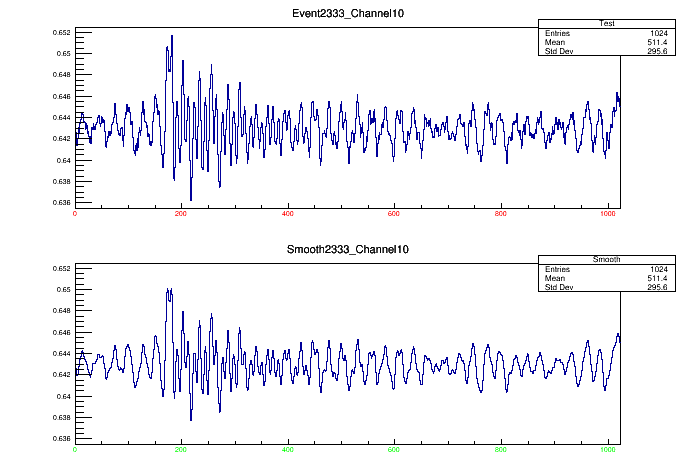 Event2333_Channel10
Test
Entries 1024
Mean 511.4
Std Dev 295.6
0.652
0.65
0.648
0.646
0.644
0.642
0.64
0.638
0.636
0 200 400 600 800 1000
Smooth2333_Channel10
Smooth
Entries 1024
Mean 511.4
Std Dev 295.6
0.652
0.65
0.648
0.646
0.644
0.642
0.64
0.638
0.636
0 200 400 600 800 1000